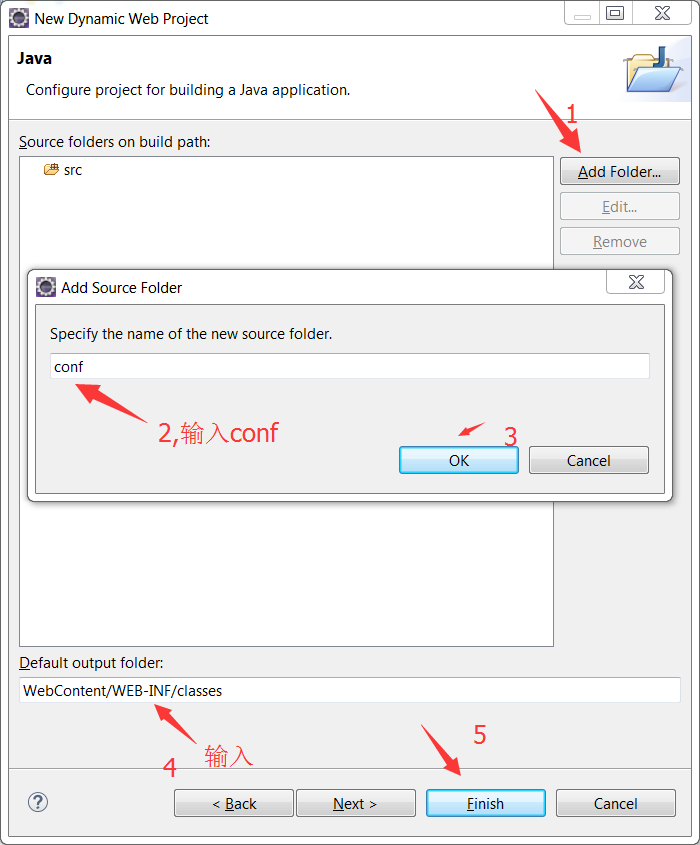 New Dynamic Web Project
Java
Configure project for building a Java application.
1
Source folders on build path:
src
Add Folder...
Edit...
Remove
Add Source Folder
Specify the name of the new source folder.
conf
2,输入conf
3
OK
Cancel
Default output folder:
WebContent/WEB-INF/classes
4 输入
5
?
< Back
Next >
Finish
Cancel